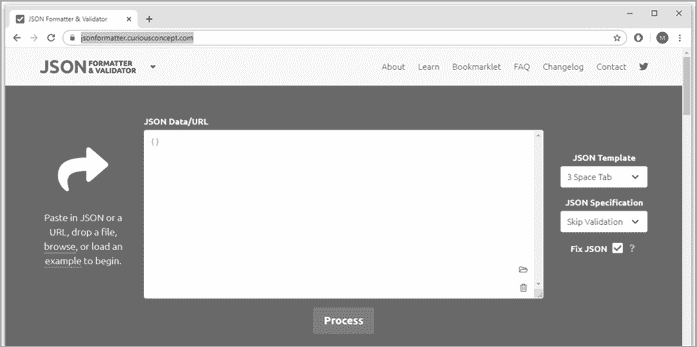 JSON Formatter & Validator
jsonformatter.curiousconcept.com
M
JSON FORMATTER & VALIDATOR
About Learn Bookmarklet FAQ Changelog Contact
JSON Data/URL
{}
JSON Template
3 Space Tab
JSON Specification
Skip Validation
Fix JSON ?
Paste in JSON or a
URL, drop a file,
browse, or load an
example to begin.
Process